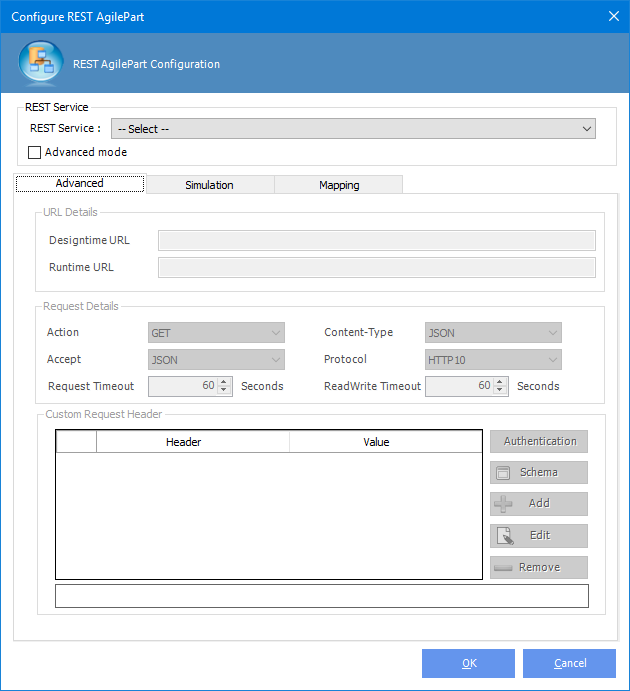 Configure REST AgilePart
REST AgilePart Configuration
REST Service
REST Service : -- Select --
Advanced mode
Advanced Simulation Mapping
URL Details
Designtime URL
Runtime URL
Request Details
Action GET Content-Type JSON
Accept JSON Protocol HTTP10
Request Timeout 60 Seconds ReadWrite Timeout 60 Seconds
Custom Request Header
Header Value Authentication
Schema
Add
Edit
Remove
OK Cancel